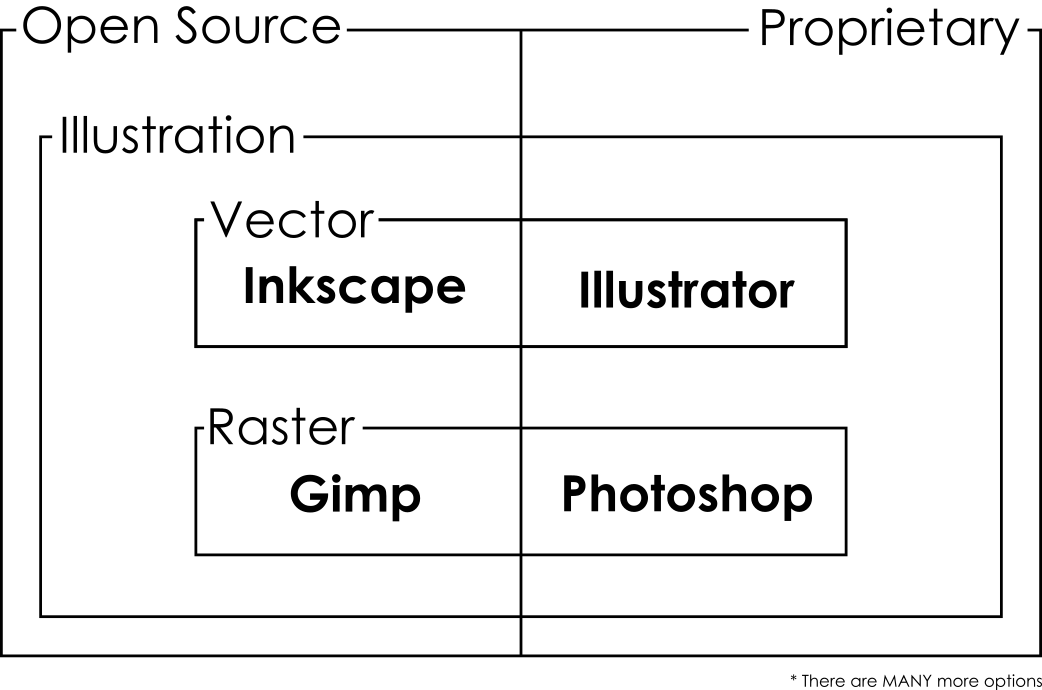 Open Source
Proprietary
Illustration
Vector
Inkscape
Illustrator
Raster
Gimp
Photoshop
* There are MANY more options